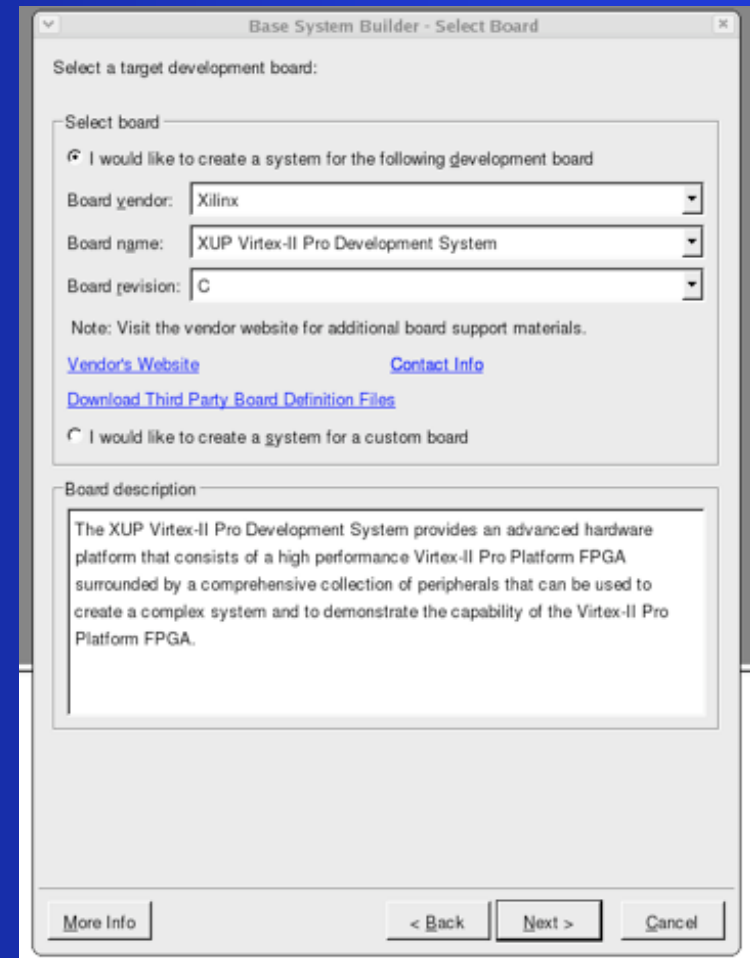 Base System Builder - Select Board
Select a target development board:
Select board
I would like to create a system for the following development board
Board vendor: Xilinx
Board name: XUP Virtex-II Pro Development System
Board revision: C
Note: Visit the vendor website for additional board support materials.
Vendor's Website Contact Info
Download Third Party Board Definition Files
I would like to create a system for a custom board
Board description
The XUP Virtex-II Pro Development System provides an advanced hardware
platform that consists of a high performance Virtex-II Pro Platform FPGA
surrounded by a comprehensive collection of peripherals that can be used to
create a complex system and to demonstrate the capability of the Virtex-II Pro
Platform FPGA.
More Info < Back Next > Cancel